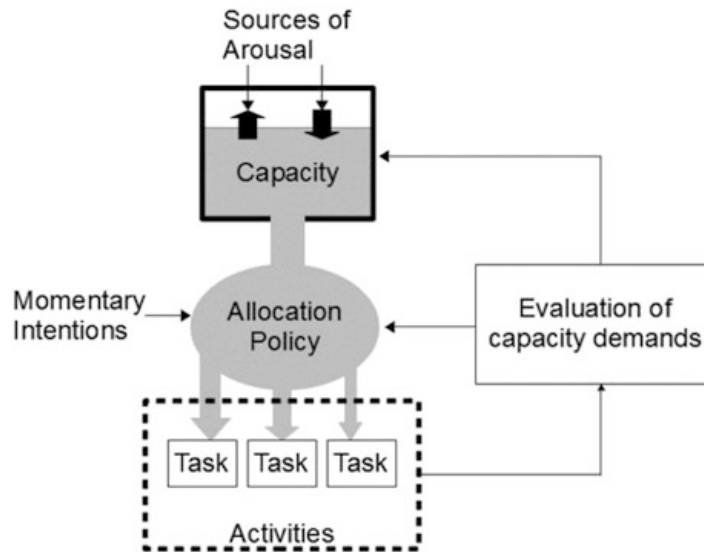 Sources of
Arousal
Capacity
Momentary
Intentions
Allocation
Policy
Evaluation of
capacity demands
Task Task Task
Activities